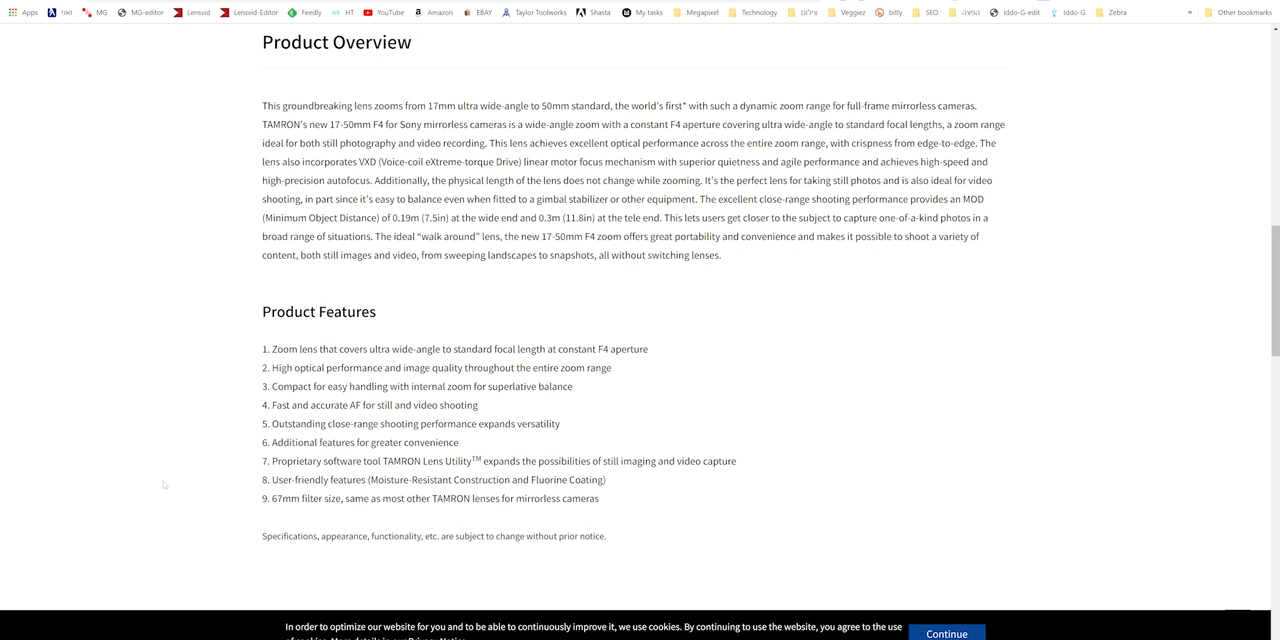 Apps אופי MG MG-editor Lensvid Lensvid-Editor Feedly HT YouTube Amazon EBAY Taylor Toolworks Shasta My tasks Megapixel Technology צילום Veggiez bitly SEO הפצה Iddo-G-edit Iddo-G Zebra » Other bookmarks
Product Overview
This groundbreaking lens zooms from 17mm ultra wide-angle to 50mm standard, the world's first* with such a dynamic zoom range for full-frame mirrorless cameras.
TAMRON's new 17-50mm F4 for Sony mirrorless cameras is a wide-angle zoom with a constant F4 aperture covering ultra wide-angle to standard focal lengths, a zoom range
ideal for both still photography and video recording. This lens achieves excellent optical performance across the entire zoom range, with crispness from edge-to-edge. The
lens also incorporates VXD (Voice-coil eXtreme-torque Drive) linear motor focus mechanism with superior quietness and agile performance and achieves high-speed and
high-precision autofocus. Additionally, the physical length of the lens does not change while zooming. It's the perfect lens for taking still photos and is also ideal for video
shooting, in part since it's easy to balance even when fitted to a gimbal stabilizer or other equipment. The excellent close-range shooting performance provides an MOD
(Minimum Object Distance) of 0.19m (7.5in) at the wide end and 0.3m (11.8in) at the tele end. This lets users get closer to the subject to capture one-of-a-kind photos in a
broad range of situations. The ideal “walk around” lens, the new 17-50mm F4 zoom offers great portability and convenience and makes it possible to shoot a variety of
content, both still images and video, from sweeping landscapes to snapshots, all without switching lenses.
Product Features
1. Zoom lens that covers ultra wide-angle to standard focal length at constant F4 aperture
2. High optical performance and image quality throughout the entire zoom range
3. Compact for easy handling with internal zoom for superlative balance
4. Fast and accurate AF for still and video shooting
5. Outstanding close-range shooting performance expands versatility
6. Additional features for greater convenience
7. Proprietary software tool TAMRON Lens Utility™ expands the possibilities of still imaging and video capture
8. User-friendly features (Moisture-Resistant Construction and Fluorine Coating)
9. 67mm filter size, same as most other TAMRON lenses for mirrorless cameras
Specifications, appearance, functionality, etc. are subject to change without prior notice.
In order to optimize our website for you and to be able to continuously improve it, we use cookies. By continuing to use the website, you agree to the use
of cookies. More details in our Privacy Notice
Continue